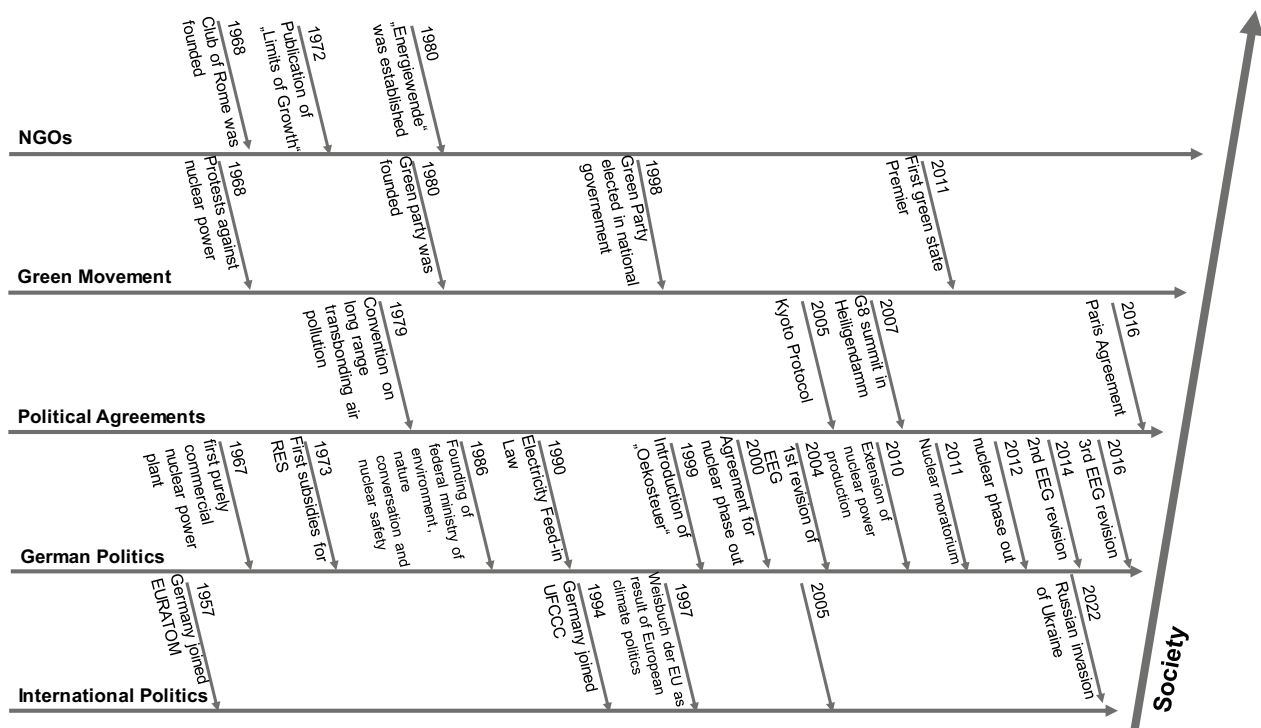 1968
Club of Rome was
founded
1972
Publication of
„Limits of Growth“
1980
„Energiewende“
was established
NGOs
1968
Protests against
nuclear power
1980
Green party was
founded
1998
Green Party
elected in national
governement
2011
First green state
Premier
Green Movement
1979
Convention on
long range
transbonding air
pollution
2005
Kyoto Protocol
2007
G8 summit in
Heiligendamm
2016
Paris Agreement
Political Agreements
1967
first purely
commercial
nuclear power
plant
1973
First subsidies for
RES
1986
Founding of
federal ministry of
environment,
nature
conversation and
nuclear safety
1990
Electricity Feed-in
Law
1999
Introduction of
„Oekosteuer“
2000
Agreement for
nuclear phase out
2004
1st revision of
EEG
2010
Extension of
nuclear power
production
2011
Nuclear moratorium
2012
nuclear phase out
2014
2nd EEG revision
2016
3rd EEG revision
German Politics
1957
Germany joined
EURATOM
1994
Germany joined
UFCCC
1997
Weisbuch der EU as
result of European
climate politics
2005
2022
Russian invasion
of Ukraine
International Politics
Society